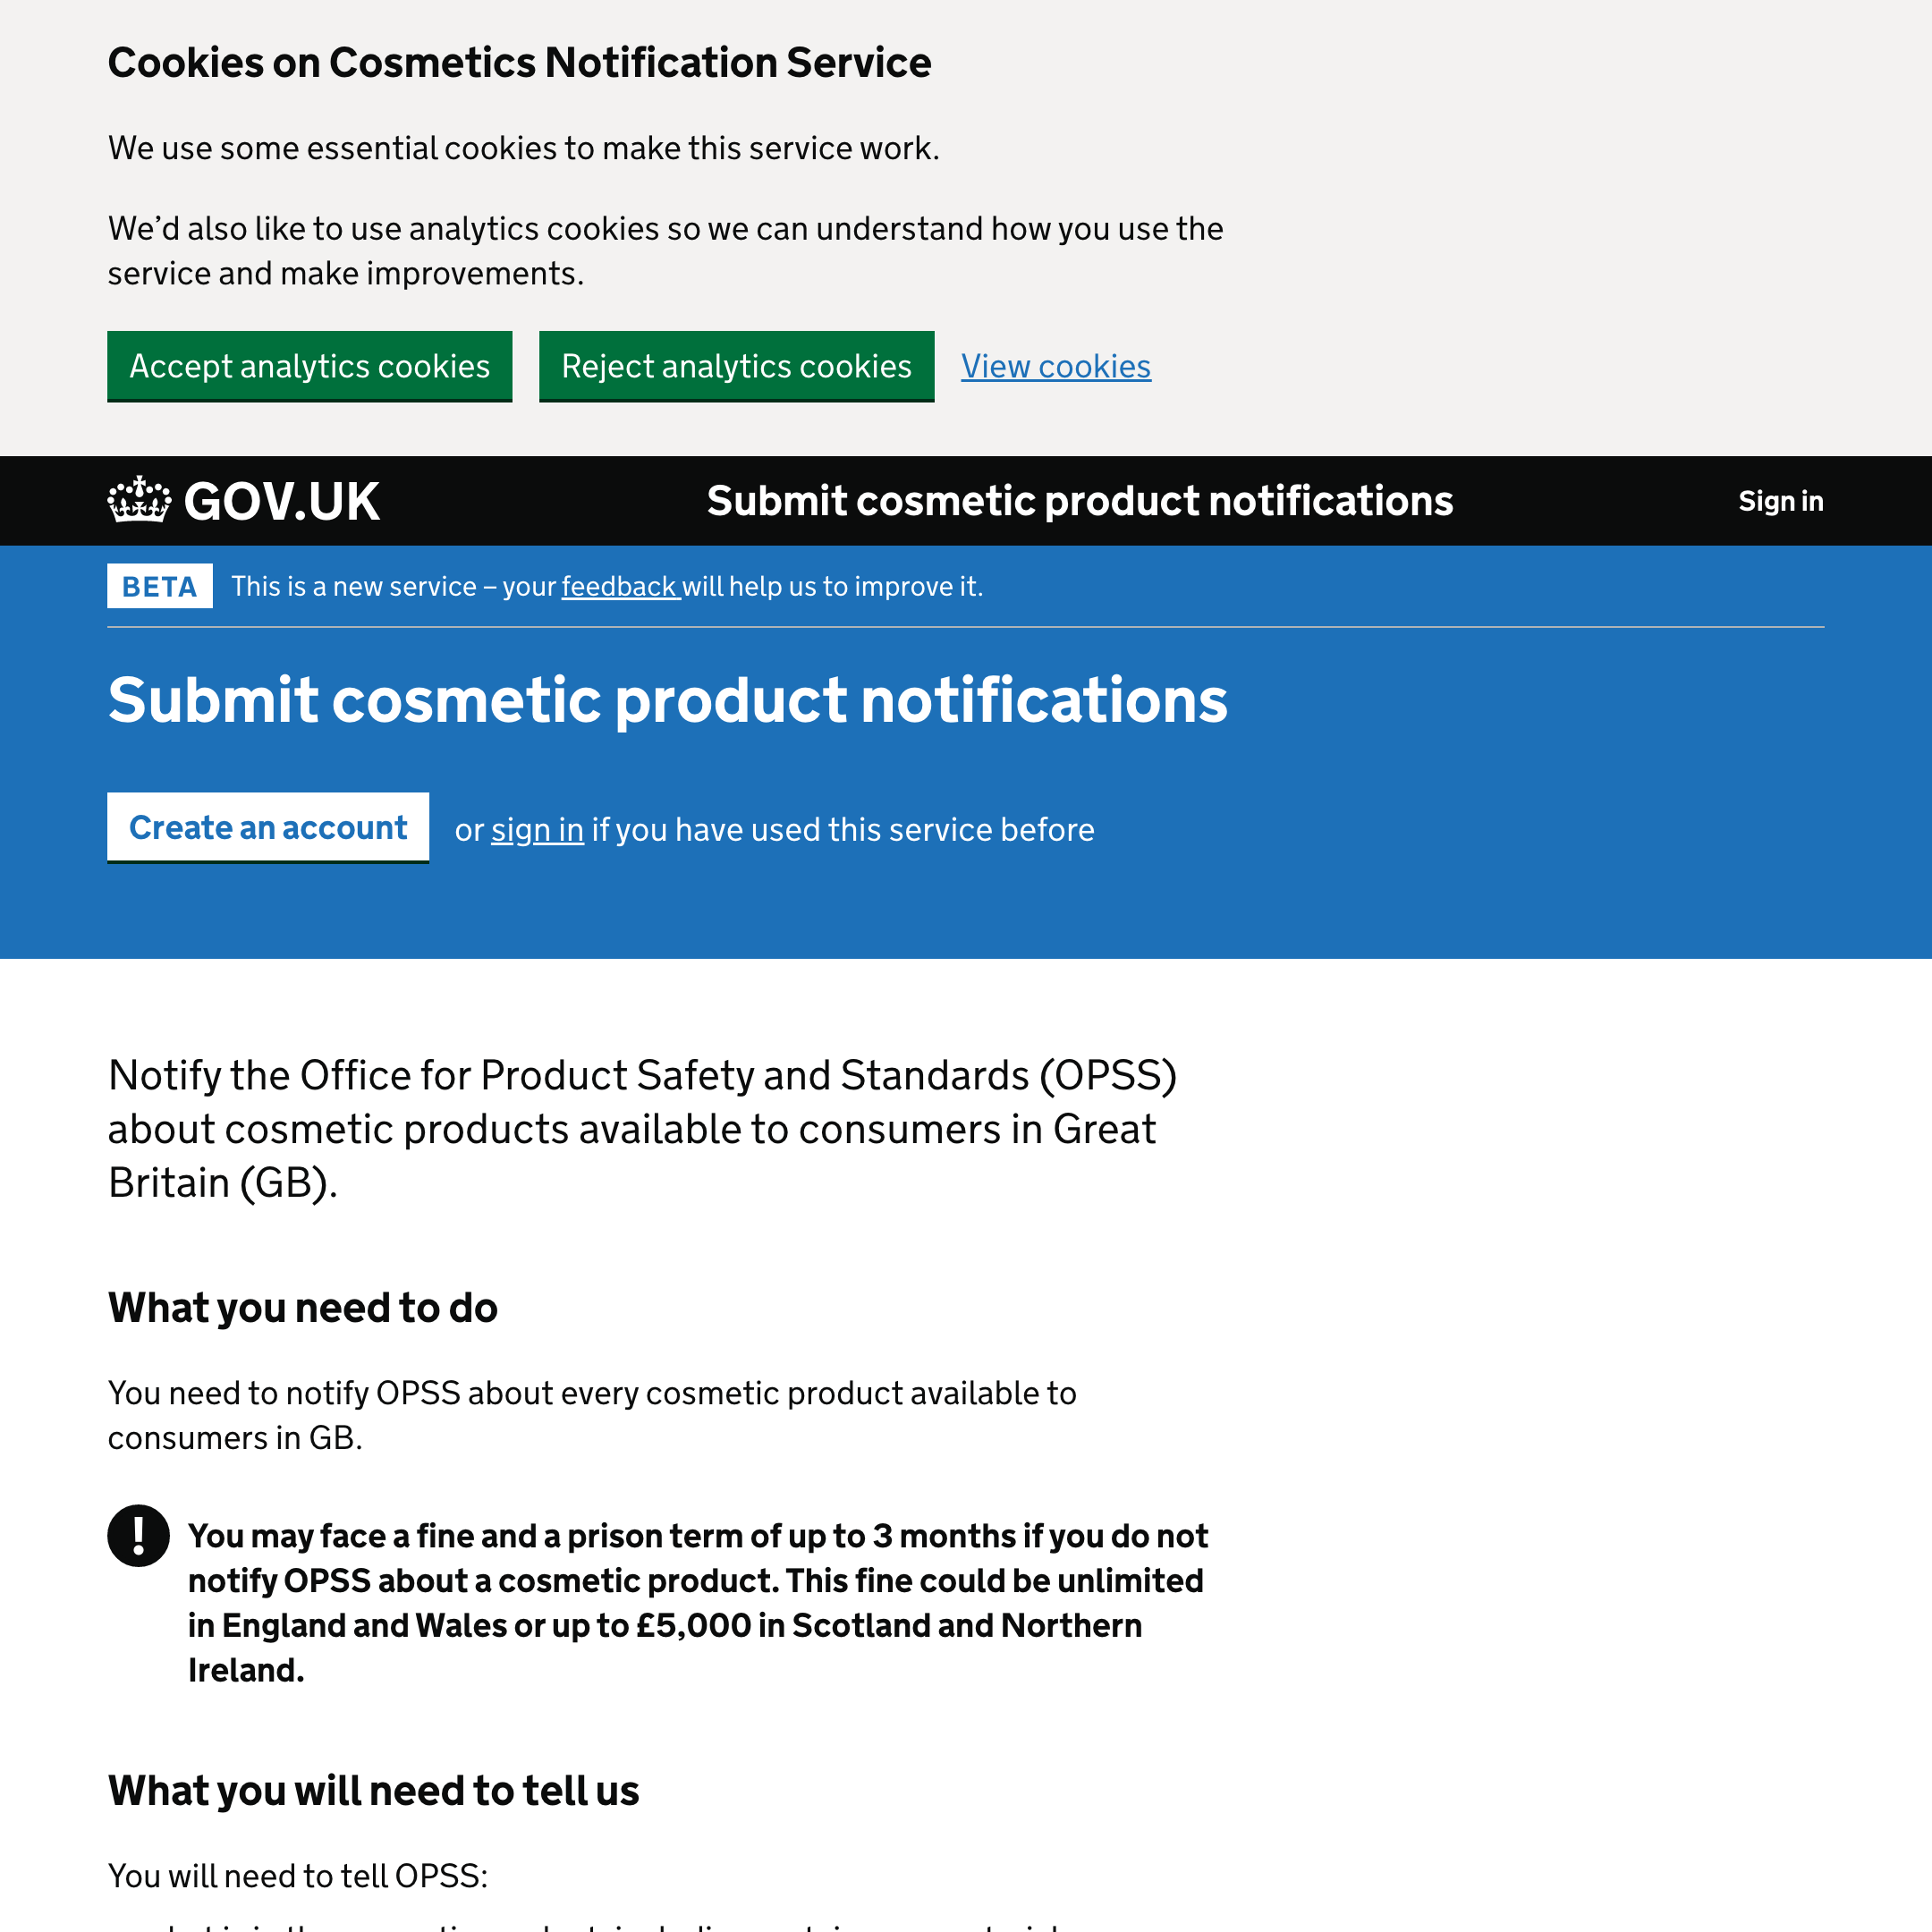 Cookies on Cosmetics Notification Service
We use some essential cookies to make this service work.
We’d also like to use analytics cookies so we can understand how you use the
service and make improvements.
Accept analytics cookies Reject analytics cookies View cookies
GOV.UK Submit cosmetic product notifications Sign in
BETA This is a new service – your feedback will help us to improve it.
Submit cosmetic product notifications
Create an account or sign in if you have used this service before
Notify the Office for Product Safety and Standards (OPSS)
about cosmetic products available to consumers in Great
Britain (GB).
What you need to do
You need to notify OPSS about every cosmetic product available to
consumers in GB.
! You may face a fine and a prison term of up to 3 months if you do not
notify OPSS about a cosmetic product. This fine could be unlimited
in England and Wales or up to £5,000 in Scotland and Northern
Ireland.
What you will need to tell us
You will need to tell OPSS: